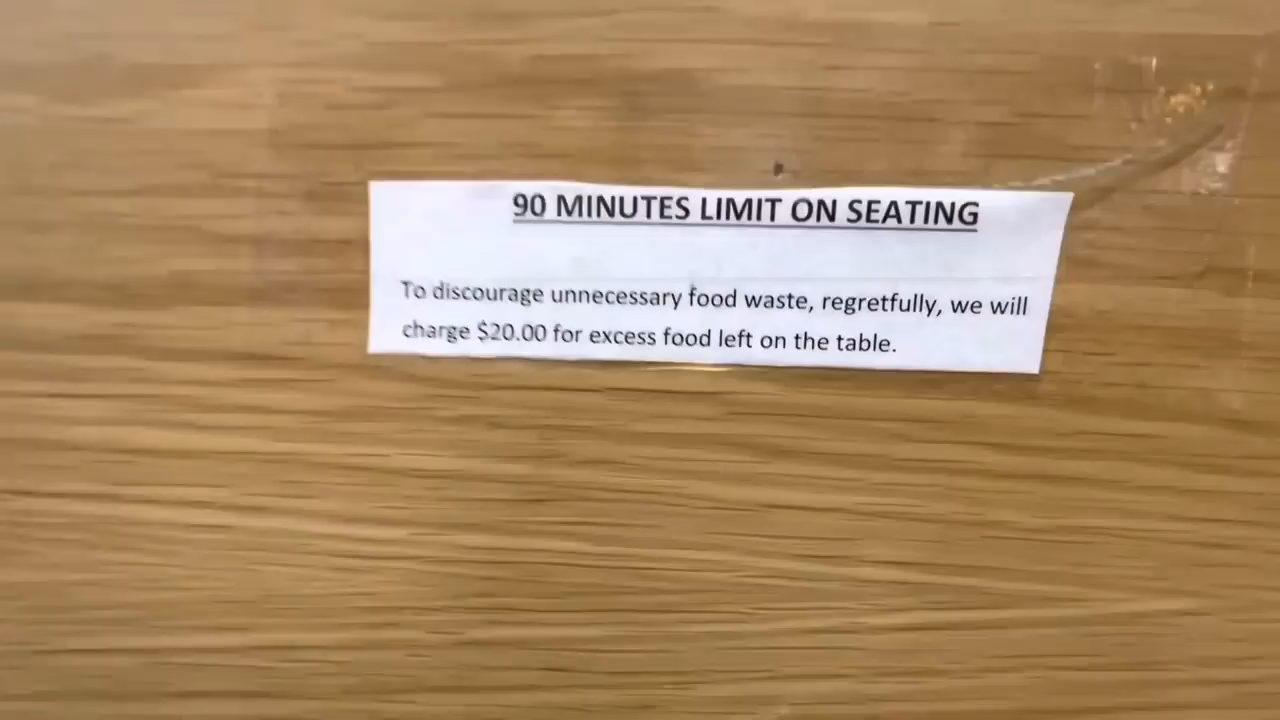 90 MINUTES LIMIT ON SEATING
To discourage unnecessary food waste, regretfully, we will
charge $20.00 for excess food left on the table.